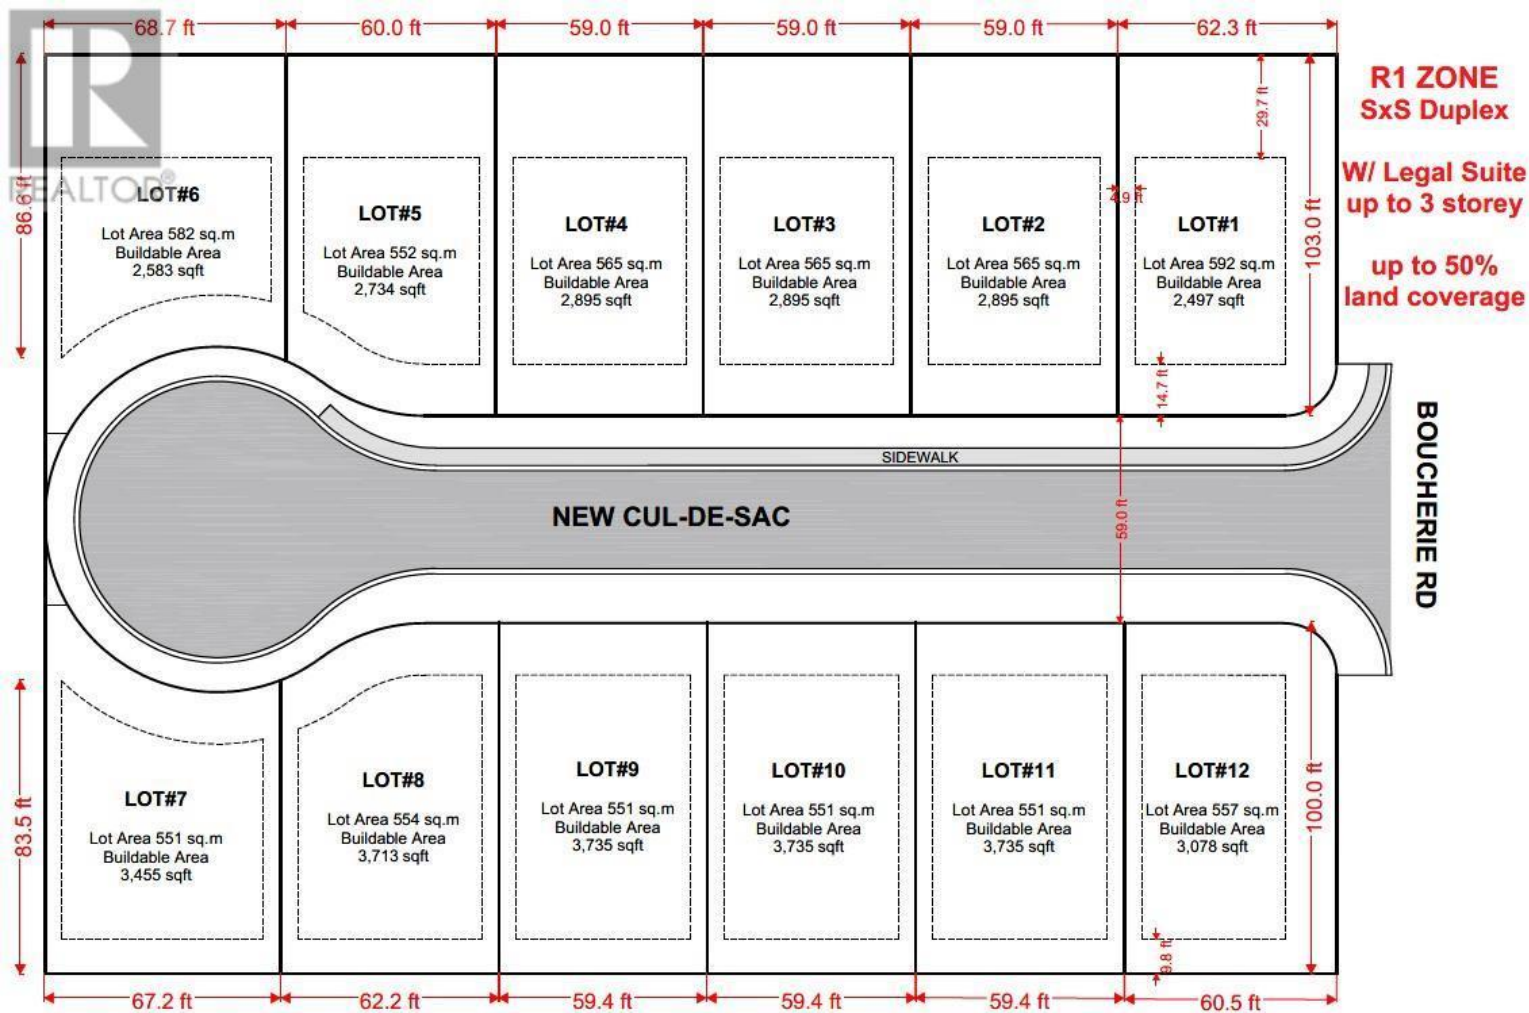 68.7 ft
60.0 ft
59.0 ft
59.0 ft
59.0 ft
62.3 ft
R1 ZONE
SxS Duplex
W/ Legal Suite
up to 3 storey
up to 50%
land coverage
REALTOR®
86.6 ft
LOT#6
Lot Area 582 sq.m
Buildable Area
2,583 sqft
LOT#5
Lot Area 552 sq.m
Buildable Area
2,734 sqft
LOT#4
Lot Area 565 sq.m
Buildable Area
2,895 sqft
LOT#3
Lot Area 565 sq.m
Buildable Area
2,895 sqft
LOT#2
Lot Area 565 sq.m
Buildable Area
2,895 sqft
4.9 ft
LOT#1
Lot Area 592 sq.m
Buildable Area
2,497 sqft
29.7 ft
103.0 ft
14.7 ft
SIDEWALK
NEW CUL-DE-SAC
59.0 ft
BOUCHERIE RD
83.5 ft
LOT#7
Lot Area 551 sq.m
Buildable Area
3,455 sqft
LOT#8
Lot Area 554 sq.m
Buildable Area
3,713 sqft
LOT#9
Lot Area 551 sq.m
Buildable Area
3,735 sqft
LOT#10
Lot Area 551 sq.m
Buildable Area
3,735 sqft
LOT#11
Lot Area 551 sq.m
Buildable Area
3,735 sqft
LOT#12
Lot Area 557 sq.m
Buildable Area
3,078 sqft
100.0 ft
9.8 ft
67.2 ft
62.2 ft
59.4 ft
59.4 ft
59.4 ft
60.5 ft